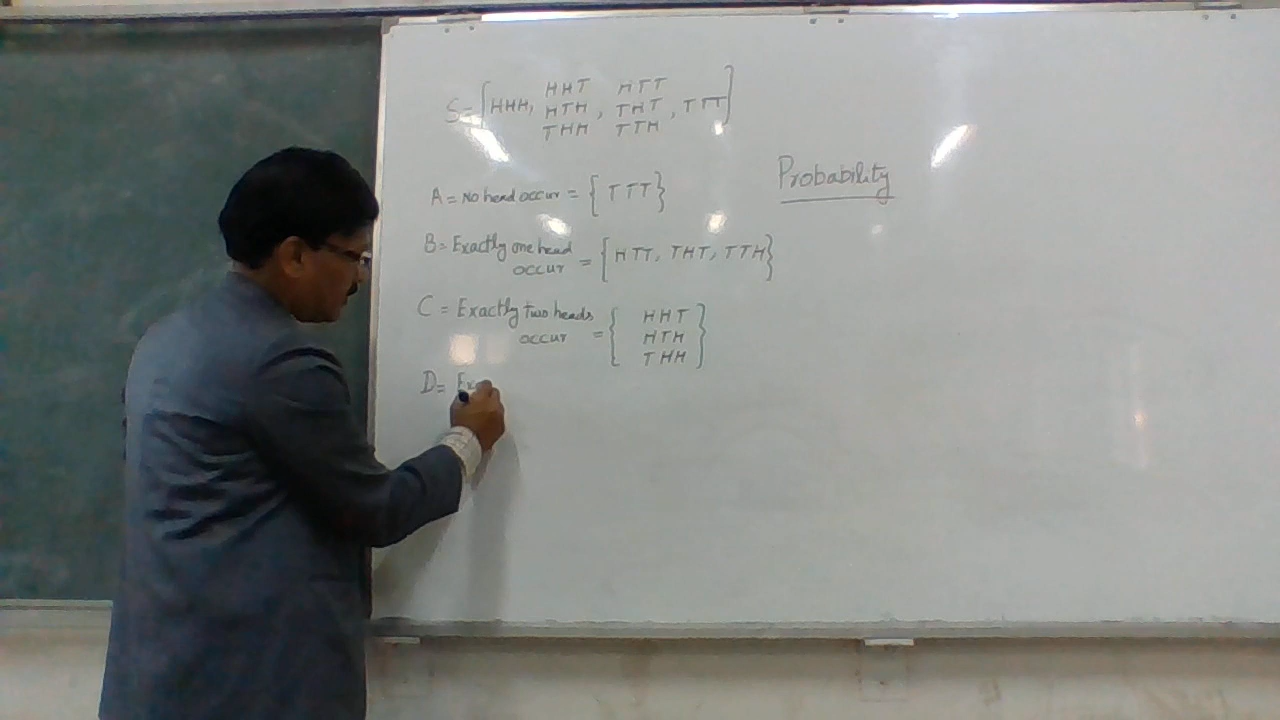 HHT HTT
S = [HHH, HTH, THT, TTT]
THH TTH
Probability
A = No head occur = { TTT}
B = Exactly one head
occur = {HTT, THT, TTH}
C = Exactly two heads
occur = { HHT
HTH
THH }
D = Ex